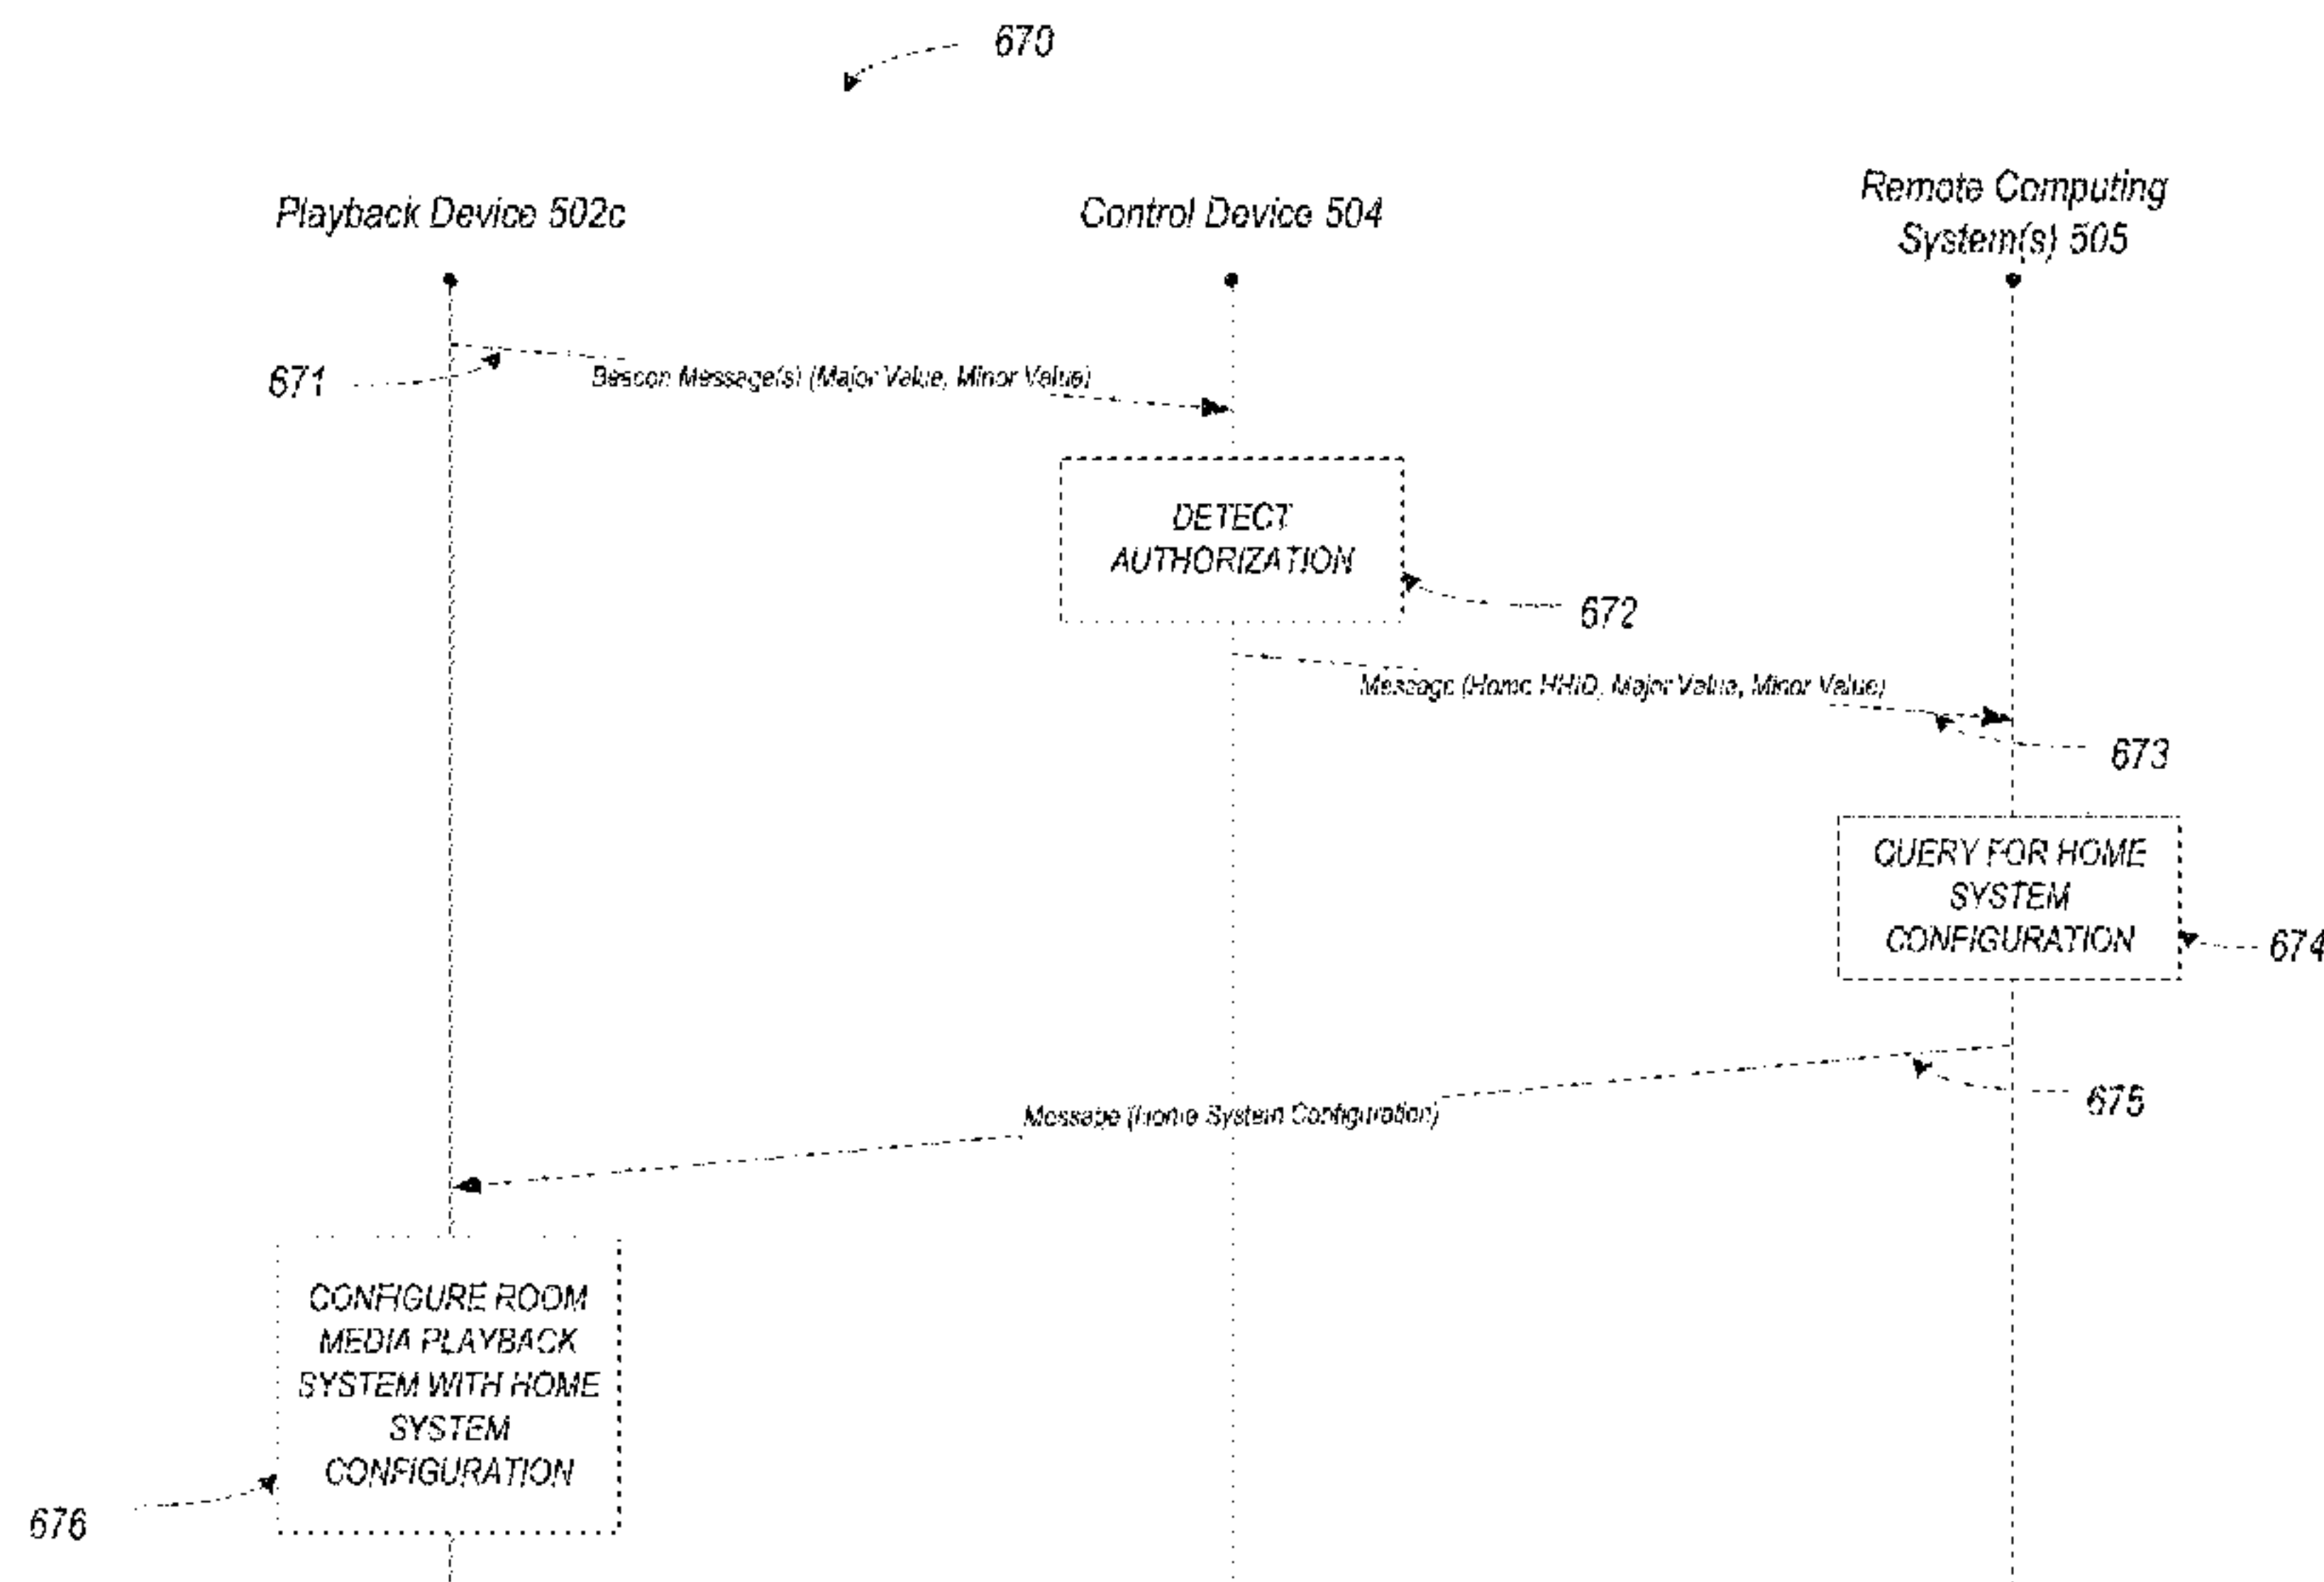 670
Playback Device 502c
Control Device 504
Remote Computing
System(s) 505
671
Beacon Message(s) (Major Value, Minor Value)
DETECT
AUTHORIZATION
672
Message (Home HHID, Major Value, Minor Value)
673
QUERY FOR HOME
SYSTEM
CONFIGURATION
674
675
Message (Home System Configuration)
CONFIGURE ROOM
MEDIA PLAYBACK
SYSTEM WITH HOME
SYSTEM
CONFIGURATION
676